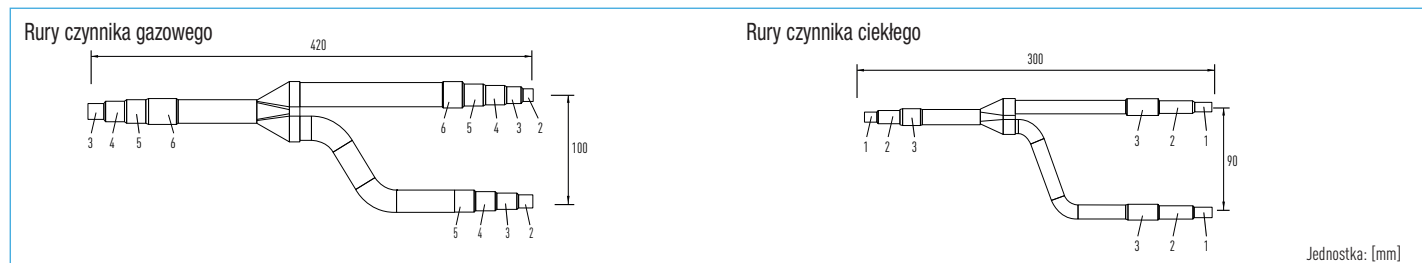 Rury czynnika gazowego
420
3 4 5 6
6 5 4 3 2
100
5 4 3 2
Rury czynnika ciekłego
300
1 2 3
3 2 1
90
3 2 1
Jednostka: [mm]